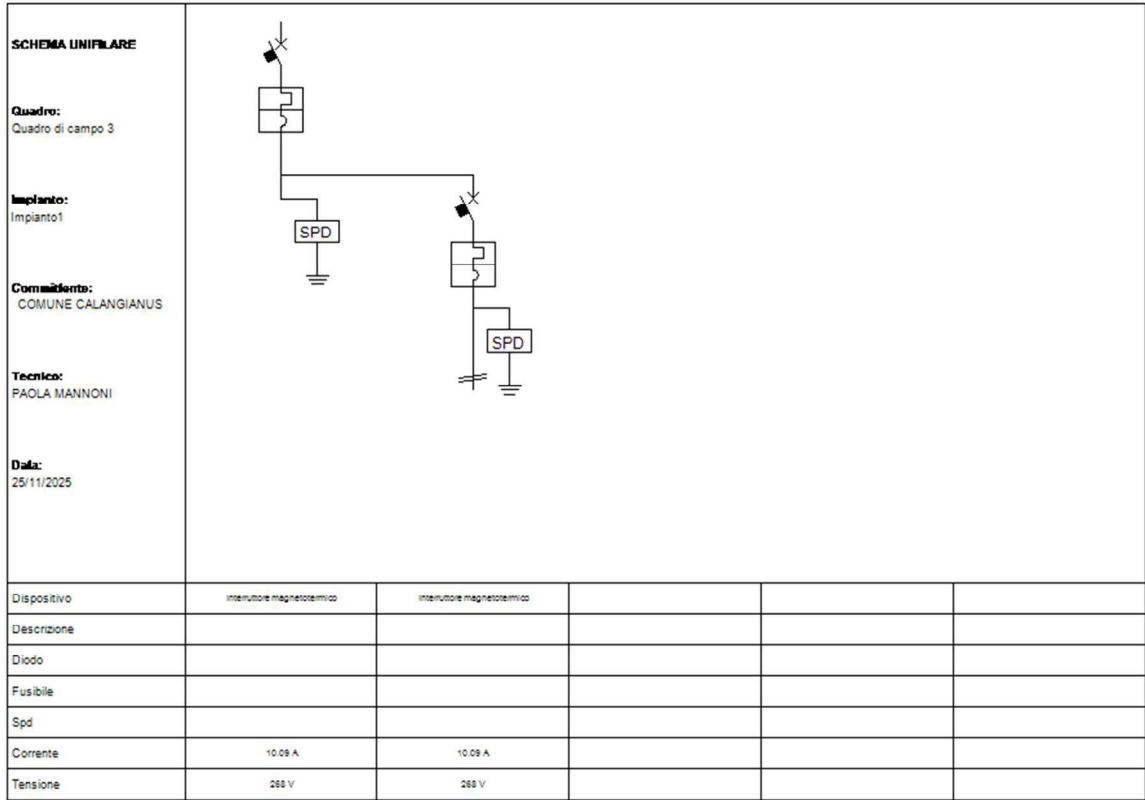 SCHEMA UNIFILARE
Quadro:
Quadro di campo 3
Impianto:
Impianto1
Committente:
COMUNE CALANGIANUS
Tecnico:
PAOLA MANNONI
Data:
25/11/2025
SPD
SPD
Dispositivo Interruttore magnetotermico Interruttore magnetotermico
Descrizione
Diodo
Fusibile
Spd
Corrente 10.09 A 10.09 A
Tensione 268 V 268 V